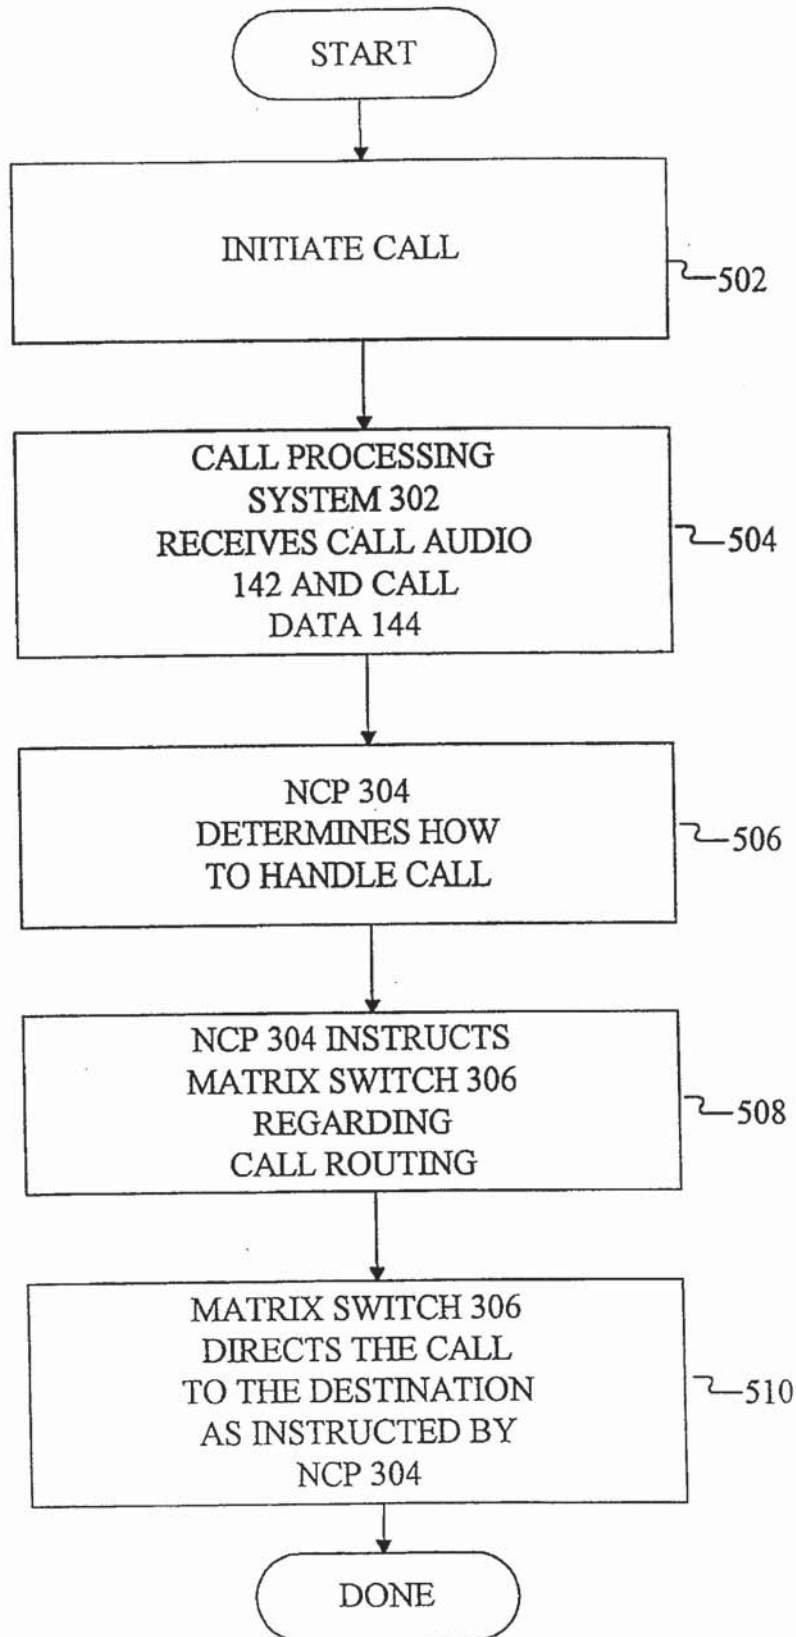 START
INITIATE CALL
502
CALL PROCESSING
SYSTEM 302
RECEIVES CALL AUDIO
142 AND CALL
DATA 144
504
NCP 304
DETERMINES HOW
TO HANDLE CALL
506
NCP 304 INSTRUCTS
MATRIX SWITCH 306
REGARDING
CALL ROUTING
508
MATRIX SWITCH 306
DIRECTS THE CALL
TO THE DESTINATION
AS INSTRUCTED BY
NCP 304
510
DONE